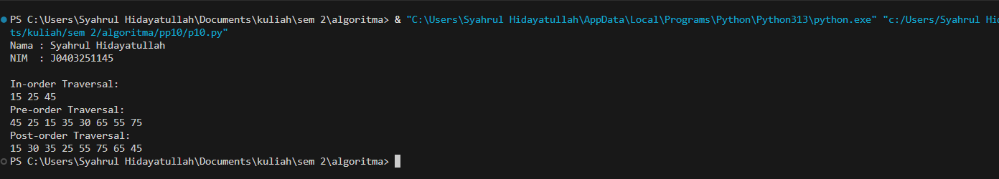 PS C:\Users\Syahrul Hidayatullah\Documents\kuliah\sem 2\algoritma> & "C:\Users\Syahrul Hidayatullah\AppData\Local\Programs\Python\Python313\python.exe" "c:/Users/Syahrul Hid
ts/kuliah/sem 2/algoritma/pp10/p10.py"
Nama : Syahrul Hidayatullah
NIM  : J0403251145

In-order Traversal:
15 25 45
Pre-order Traversal:
45 25 15 35 30 65 55 75
Post-order Traversal:
15 30 35 25 55 75 65 45
PS C:\Users\Syahrul Hidayatullah\Documents\kuliah\sem 2\algoritma>